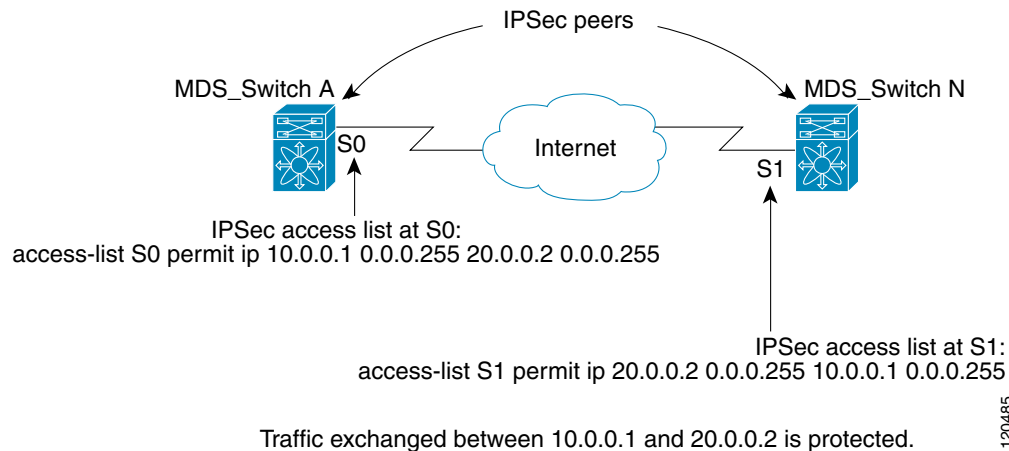 IPSec peers
MDS_Switch A
MDS_Switch N
Internet
S0
S1
IPSec access list at S0:
access-list S0 permit ip 10.0.0.1 0.0.0.255 20.0.0.2 0.0.0.255
IPSec access list at S1:
access-list S1 permit ip 20.0.0.2 0.0.0.255 10.0.0.1 0.0.0.255
Traffic exchanged between 10.0.0.1 and 20.0.0.2 is protected.
120485